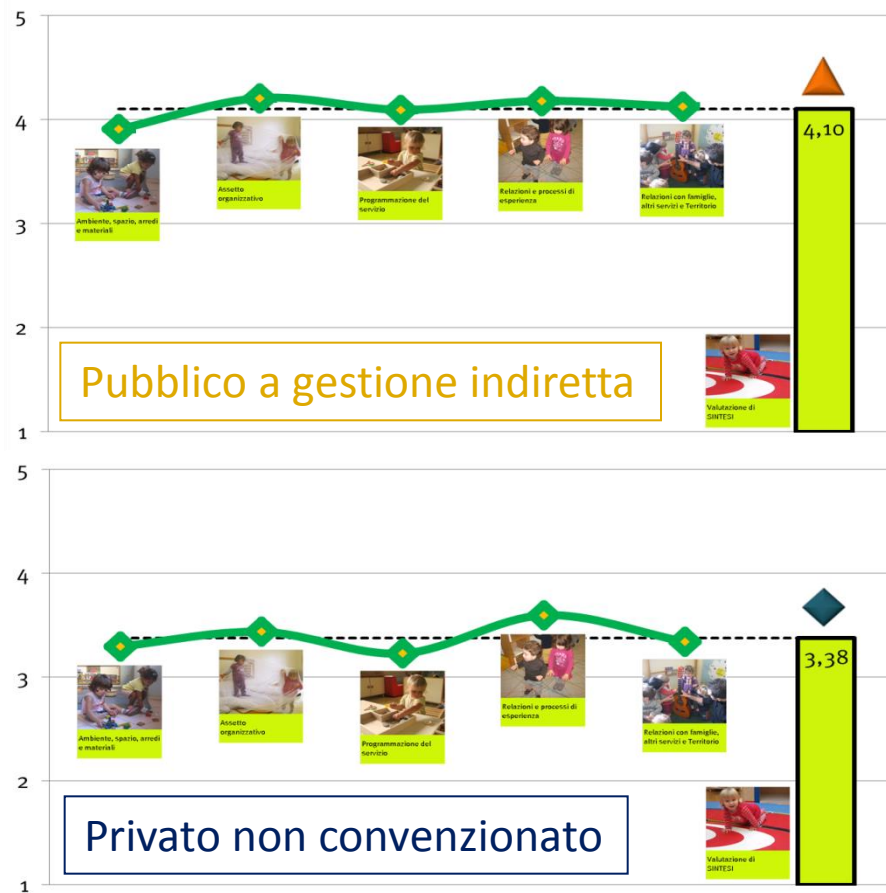 5
4
3
2
1
4,10
Ambiente, spazio, arredi
e materiali
Assetto
organizzativo
Programmazione del
servizio
Relazioni e processi di
esperienza
Relazioni con famiglie,
altri servizi e Territorio
Pubblico a gestione indiretta
Valutazione di
SINTESI
5
4
3
2
1
3,38
Ambiente, spazio, arredi
e materiali
Assetto
organizzativo
Programmazione del
servizio
Relazioni e processi di
esperienza
Relazioni con famiglie,
altri servizi e Territorio
Privato non convenzionato
Valutazione di
SINTESI